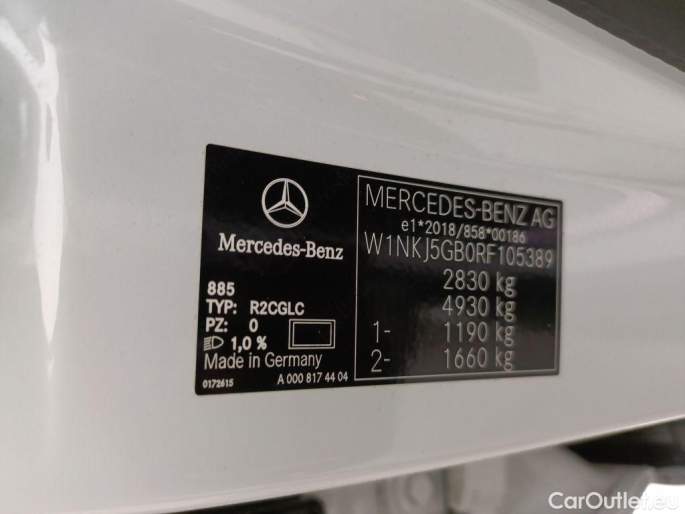 Mercedes-Benz
885
TYP: R2CGLC
PZ: 0
1,0 %
Made in Germany
0172615
A 000 817 44 04
MERCEDES-BENZ AG
e1*2018/858*00186
W1NKJ5GB0RF105389
2830 kg
4930 kg
1- 1190 kg
2- 1660 kg
CarOutlet.eu